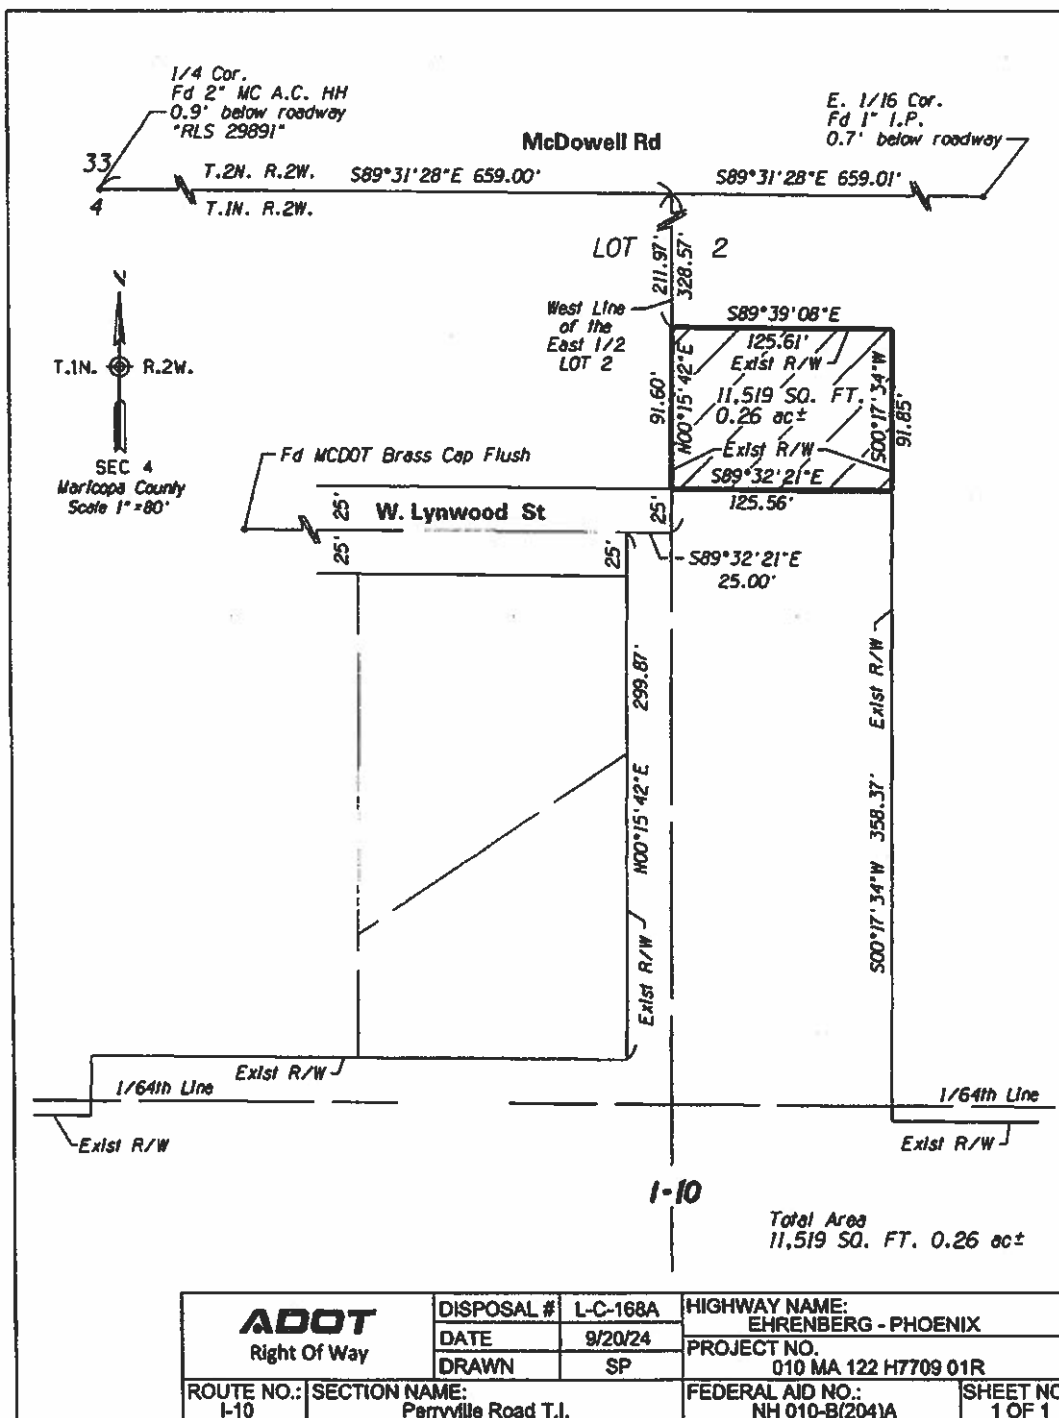 1/4 Cor.
Fd 2" MC A.C. HH
0.9' below roadway
"RLS 29891"
E. 1/16 Cor.
Fd 1" I.P.
0.7' below roadway
McDowell Rd
33
4
T.2N. R.2W.
T.1N. R.2W.
S89°31'28"E 659.00'
S89°31'28"E 659.01'
LOT 2
211.97'
328.57'
West Line
of the
East 1/2
LOT 2
S89°39'08"E
125.61'
Exist R/W
11,519 SQ. FT.
0.26 ac±
Exist R/W
S89°32'21"E
125.56'
91.60'
N00°15'42"E
S00°17'34"W
91.85'
T.1N. R.2W.
SEC 4
Maricopa County
Scale 1"=80'
Fd MCDOT Brass Cap Flush
25'
W. Lynwood St
25'
25'
25'
S89°32'21"E
25.00'
299.87'
N00°15'42"E
Exist R/W
Exist R/W
S00°17'34"W 358.37'
Exist R/W
1/64th Line
1/64th Line
Exist R/W
Exist R/W
I-10
Total Area
11,519 SQ. FT. 0.26 ac±
ADOT
Right Of Way
DISPOSAL # L-C-168A
DATE 9/20/24
DRAWN SP
HIGHWAY NAME:
EHRENBERG - PHOENIX
PROJECT NO.
010 MA 122 H7709 01R
ROUTE NO.:
I-10
SECTION NAME:
Perryville Road T.I.
FEDERAL AID NO.:
NH 010-B(204)A
SHEET NO
1 OF 1